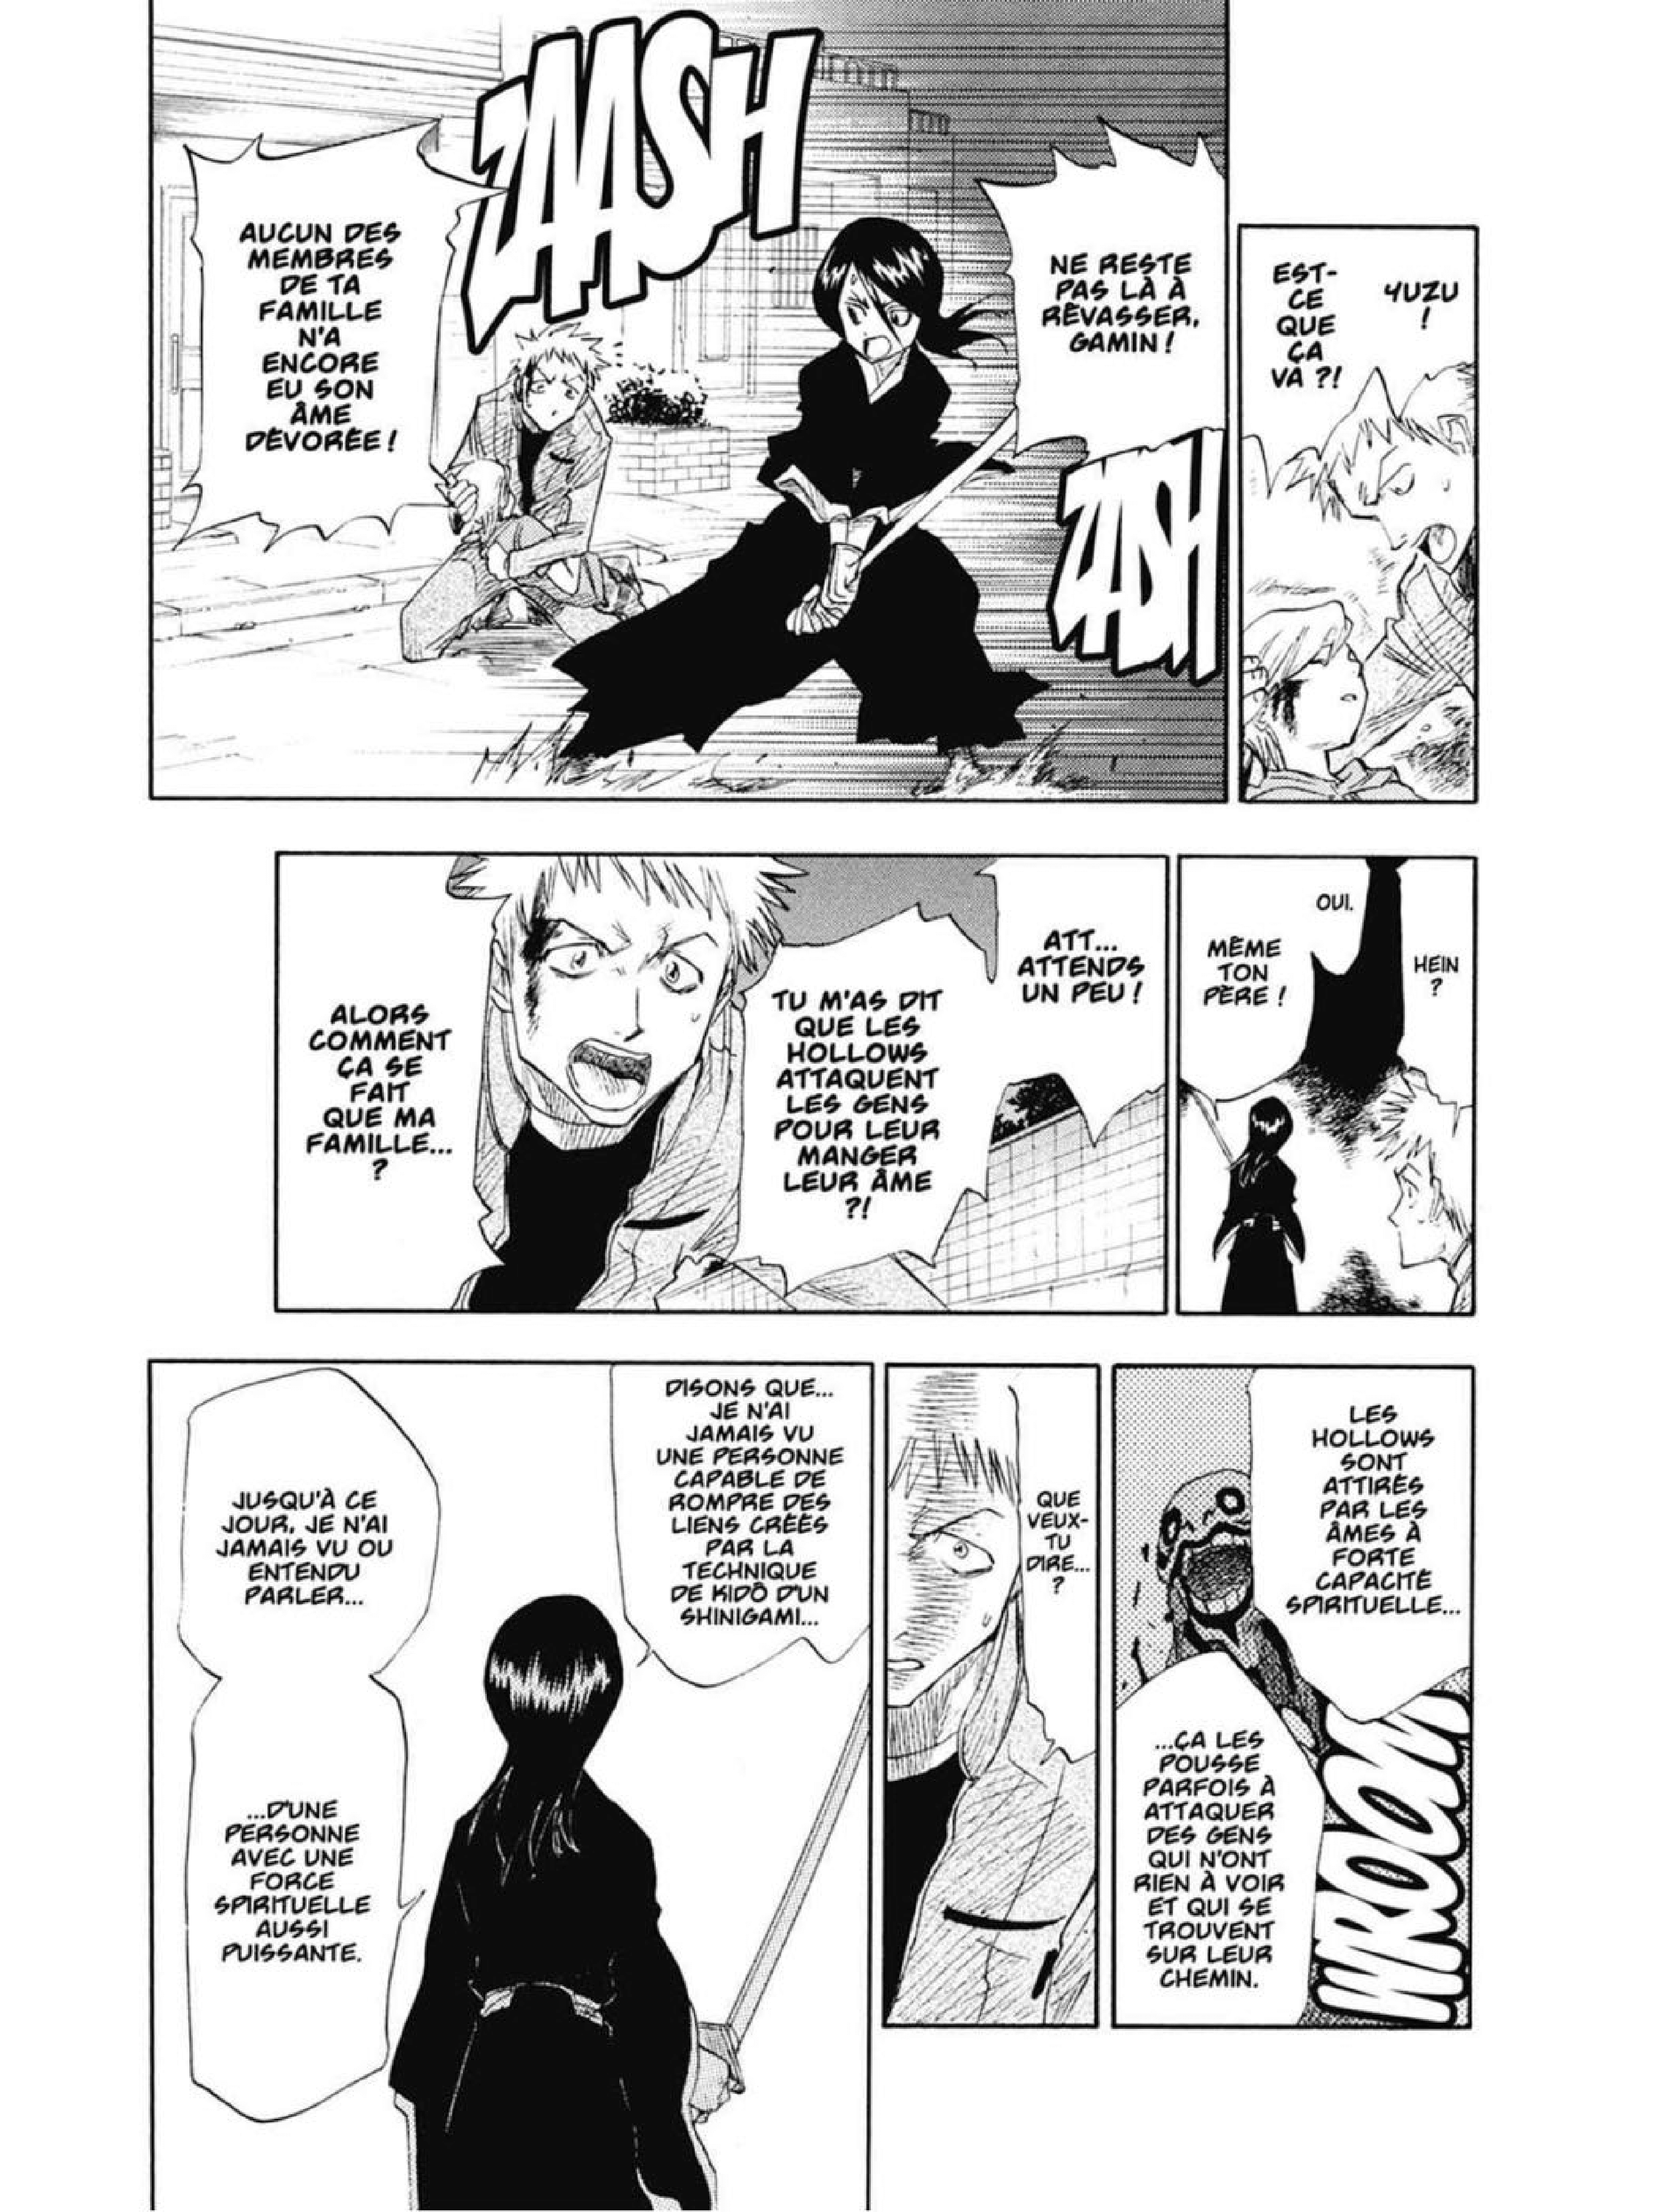 YUZU
!
EST-
CE
QUE
ÇA
VA ?!
NE RESTE
PAS LÀ À
RÊVASSER,
GAMIN !
ZAASH
ZAASH
AUCUN DES
MEMBRES
DE TA
FAMILLE
N'A
ENCORE
EU SON
ÂME
DÉVORÉE !
HEIN
?
OUI.
MÊME
TON
PÈRE !
ATT...
ATTENDS
UN PEU !
TU M'AS DIT
QUE LES
HOLLOWS
ATTAQUENT
LES GENS
POUR LEUR
MANGER
LEUR ÂME
?!
ALORS
COMMENT
ÇA SE
FAIT
QUE MA
FAMILLE...
?
LES
HOLLOWS
SONT
ATTIRÉS
PAR LES
ÂMES À
FORTE
CAPACITÉ
SPIRITUELLE...
...ÇA LES
POUSSE
PARFOIS À
ATTAQUER
DES GENS
QUI N'ONT
RIEN À VOIR
ET QUI SE
TROUVENT
SUR LEUR
CHEMIN.
WROOM
QUE
VEUX-
TU
DIRE...
?
DISONS QUE...
JE N'AI
JAMAIS VU
UNE PERSONNE
CAPABLE DE
ROMPRE DES
LIENS CRÉÉS
PAR LA
TECHNIQUE
DE KIDÔ D'UN
SHINIGAMI...
JUSQU'À CE
JOUR, JE N'AI
JAMAIS VU OU
ENTENDU
PARLER...
...D'UNE
PERSONNE
AVEC UNE
FORCE
SPIRITUELLE
AUSSI
PUISSANTE.